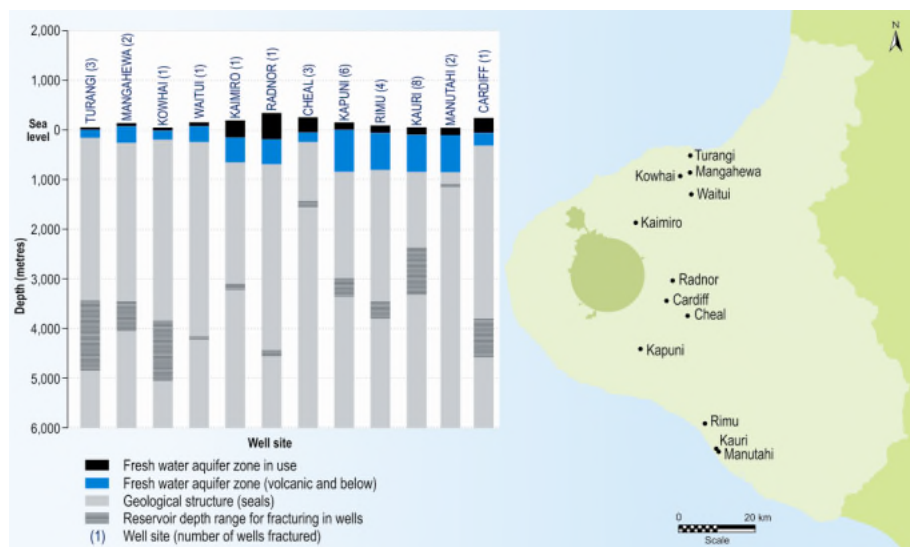 2,000
1,000
Sea
level
0
1,000
2,000
3,000
4,000
5,000
6,000
Depth (metres)
TURANGI (3)
MANGAHEWA (2)
KOWHAI (1)
WAITUI (1)
KAIMIRO (1)
RADNOR (1)
CHEAL (3)
KAPUNI (6)
RIMU (4)
KAURI (8)
MANUTAHI (2)
CARDIFF (1)
Well site
Fresh water aquifer zone in use
Fresh water aquifer zone (volcanic and below)
Geological structure (seals)
Reservoir depth range for fracturing in wells
(1) Well site (number of wells fractured)
N
Turangi
Mangahewa
Kowhai
Waitui
Kaimiro
Radnor
Cardiff
Cheal
Kapuni
Rimu
Kauri
Manutahi
0 20 km
Scale